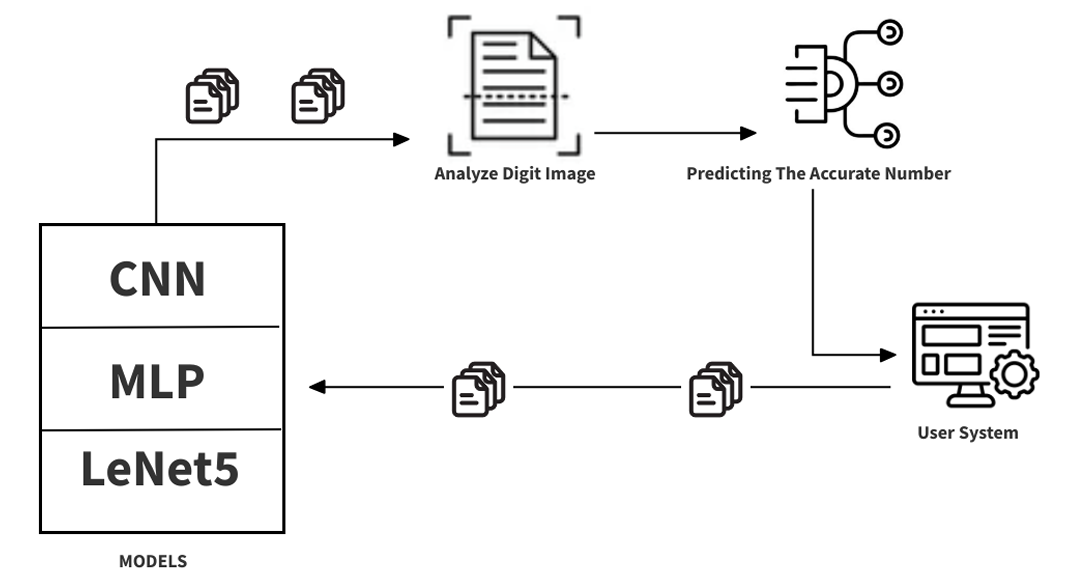 Analyze Digit Image
Predicting The Accurate Number
CNN
MLP
LeNet5
User System
MODELS